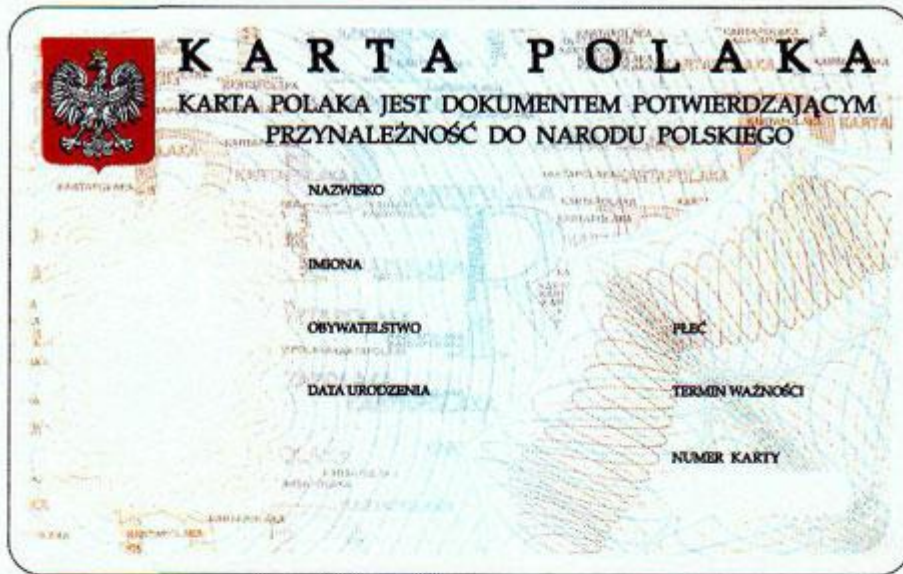 KARTA POLAKA
KARTA POLAKA JEST DOKUMENTEM POTWIERDZAJĄCYM
PRZYNALEŻNOŚĆ DO NARODU POLSKIEGO
NAZWISKO
IMIONA
OBYWATELSTWO
PŁEĆ
DATA URODZENIA
TERMIN WAŻNOŚCI
NUMER KARTY